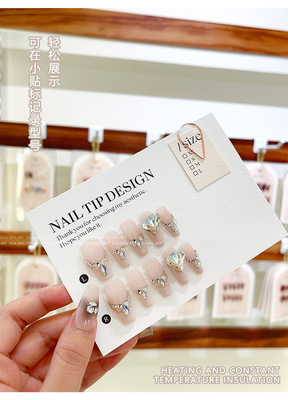 轻松展示
可在小贴标记录型号
/ size
NAIL TIP DESIGN
Thank you for choosing my aesthetic.
I hope you like it.
L
R
HEATING AND CONSTANT
TEMPERATURE INSULATION